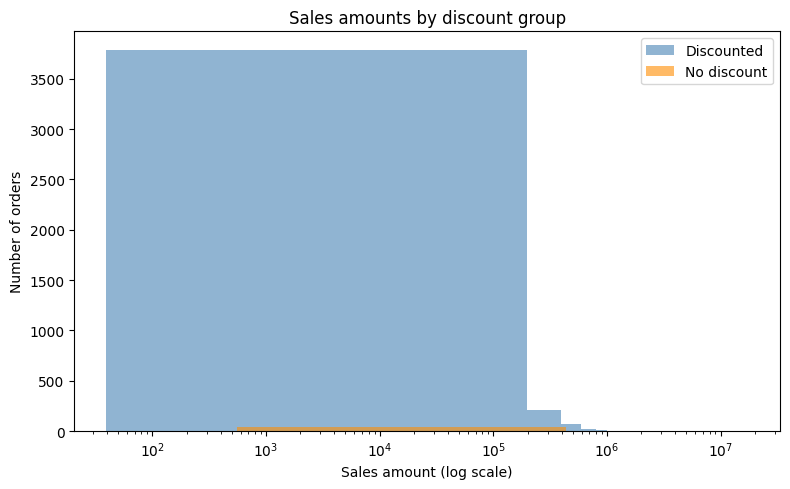 Sales amounts by discount group
Discounted
No discount
3500
3000
2500
2000
1500
1000
500
0
Number of orders
10²
10³
10⁴
10⁵
10⁶
10⁷
Sales amount (log scale)